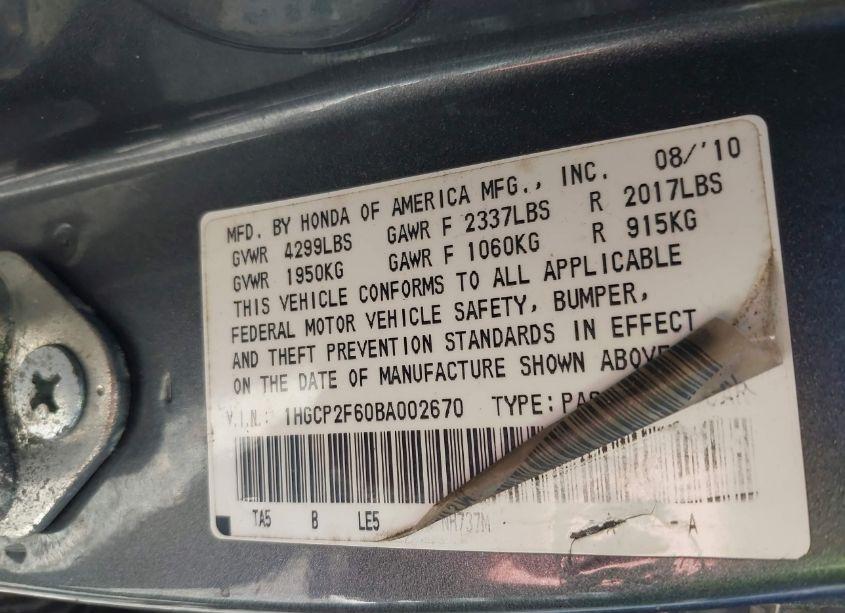 MFD. BY HONDA OF AMERICA MFG., INC. 08/'10
GVWR 4299LBS GAWR F 2337LBS R 2017LBS
GVWR 1950KG GAWR F 1060KG R 915KG
THIS VEHICLE CONFORMS TO ALL APPLICABLE
FEDERAL MOTOR VEHICLE SAFETY, BUMPER,
AND THEFT PREVENTION STANDARDS IN EFFECT
ON THE DATE OF MANUFACTURE SHOWN ABOVE
V.I.N.: 1HGCP2F60BA002670 TYPE:PAS
TA5 B LE5 NH737M A